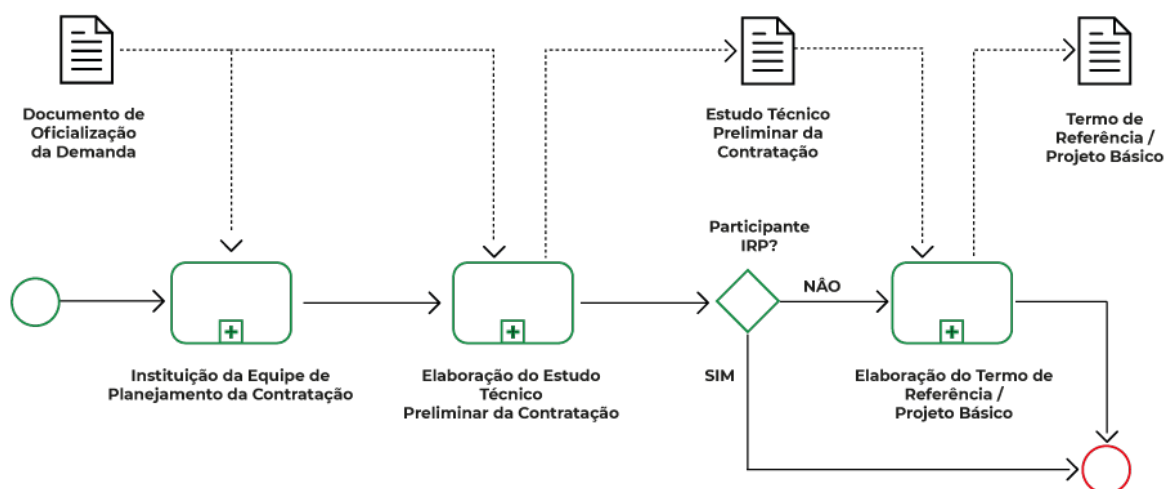 Documento de
Oficialização
da Demanda
Estudo Técnico
Preliminar da
Contratação
Termo de
Referência /
Projeto Básico
Participante
IRP?
NÂO
SIM
Instituição da Equipe de
Planejamento da Contratação
Elaboração do Estudo
Técnico
Preliminar da Contratação
Elaboração do Termo de
Referência /
Projeto Básico